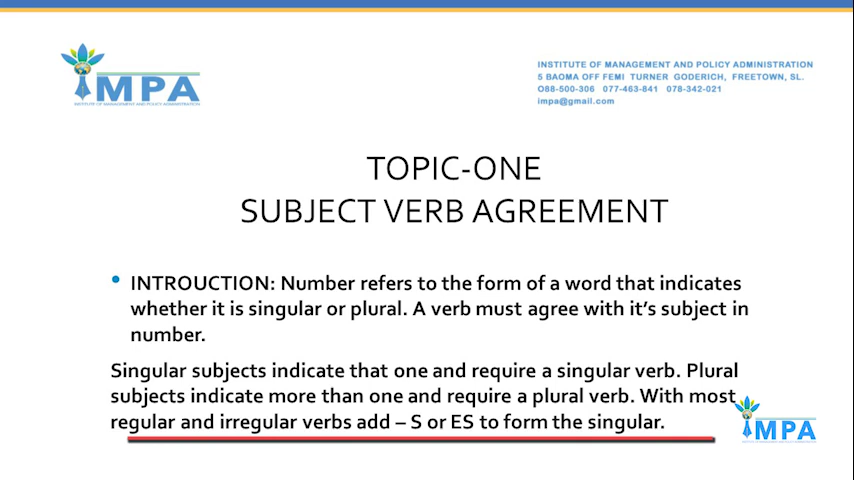 IMPA
INSTITUTE OF MANAGEMENT AND POLICY ADMINISTRATION
INSTITUTE OF MANAGEMENT AND POLICY ADMINISTRATION
5 BAOMA OFF FEMI TURNER GODERICH, FREETOWN, SL.
O88-500-306 077-463-841 078-342-021
impa@gmail.com
TOPIC-ONE
SUBJECT VERB AGREEMENT
• INTROUCTION: Number refers to the form of a word that indicates
whether it is singular or plural. A verb must agree with it's subject in
number.
Singular subjects indicate that one and require a singular verb. Plural
subjects indicate more than one and require a plural verb. With most
regular and irregular verbs add – S or ES to form the singular.
IMPA